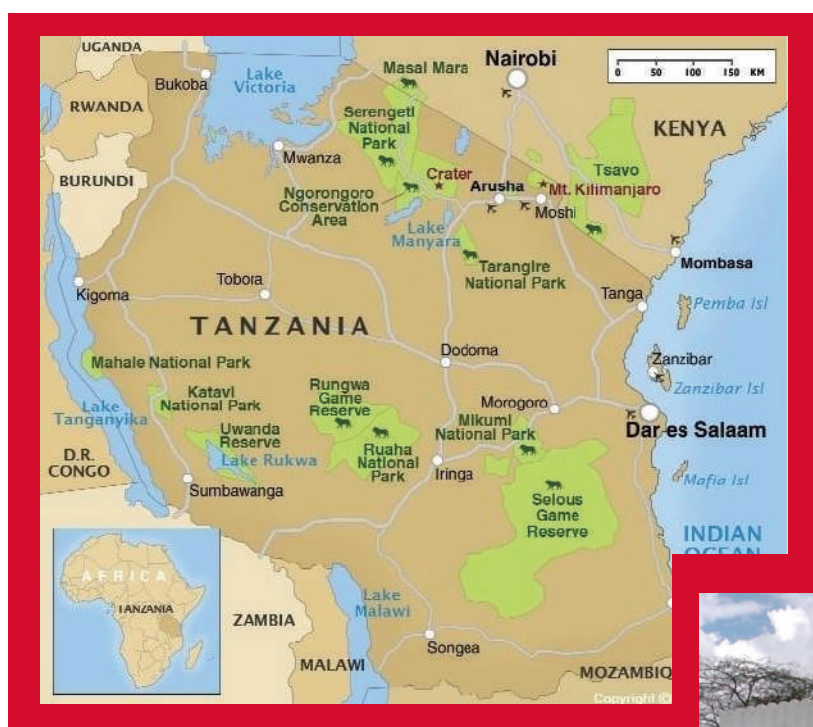 UGANDA
Bukoba
Lake
Victoria
Masai Mara
Nairobi
0 50 100 150 KM
RWANDA
Serengeti
National
Park
KENYA
Mwanza
Tsavo
BURUNDI
Crater
Arusha
Mt. Kilimanjaro
Ngorongoro
Conservation
Area
Moshi
Lake
Manyara
Mombasa
Tarangire
National Park
Kigoma
Tobora
Tanga
Pemba Isl
TANZANIA
Dodoma
Zanzibar
Zanzibar Isl
Mahale National Park
Katavi
National Park
Rungwa
Game
Reserve
Morogoro
Mikumi
National Park
Dar es Salaam
Lake
Tanganyika
Uwanda
Reserve
Lake Rukwa
Ruaha
National
Park
D.R.
CONGO
Iringa
Sumbawanga
Mafia Isl
Selous
Game
Reserve
INDIAN
OCEAN
AFRICA
TANZANIA
Lake
Malawi
ZAMBIA
Songea
MALAWI
MOZAMBIQ
Copyright ©